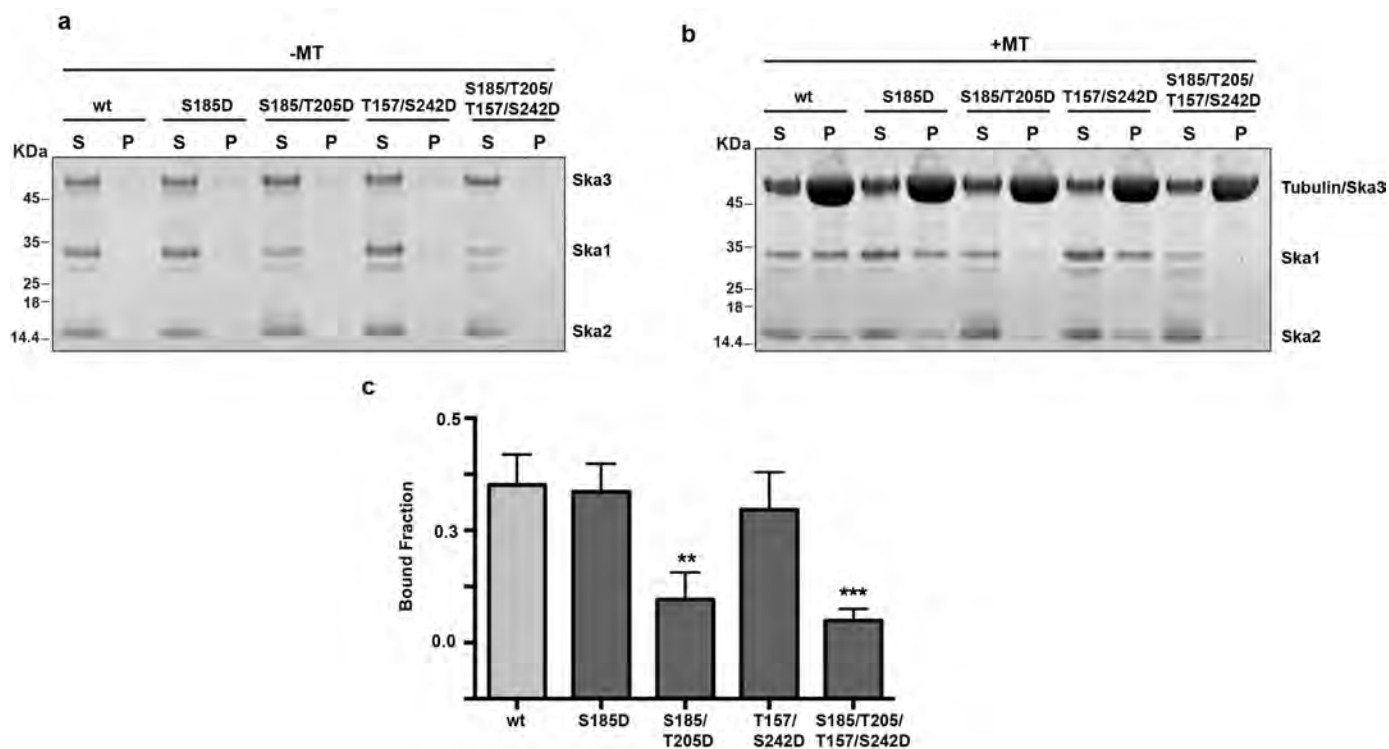 a
-MT
wt S185D S185/T205D T157/S242D S185/T205/
T157/S242D
S P S P S P S P S P
KDa
45
35
25
18
14.4
Ska3
Ska1
Ska2
b
+MT
wt S185D S185/T205D T157/S242D S185/T205/
T157/S242D
S P S P S P S P S P
KDa
45
35
25
18
14.4
Tubulin/Ska3
Ska1
Ska2
c
Bound Fraction
0.5
0.3
0.0
**
***
wt
S185D
S185/
T205D
T157/
S242D
S185/T205/
T157/S242D